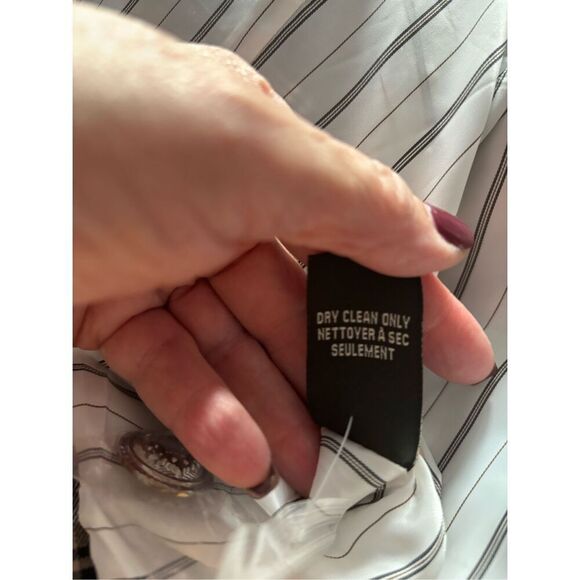 DRY CLEAN ONLY
NETTOYER À SEC
SEULEMENT